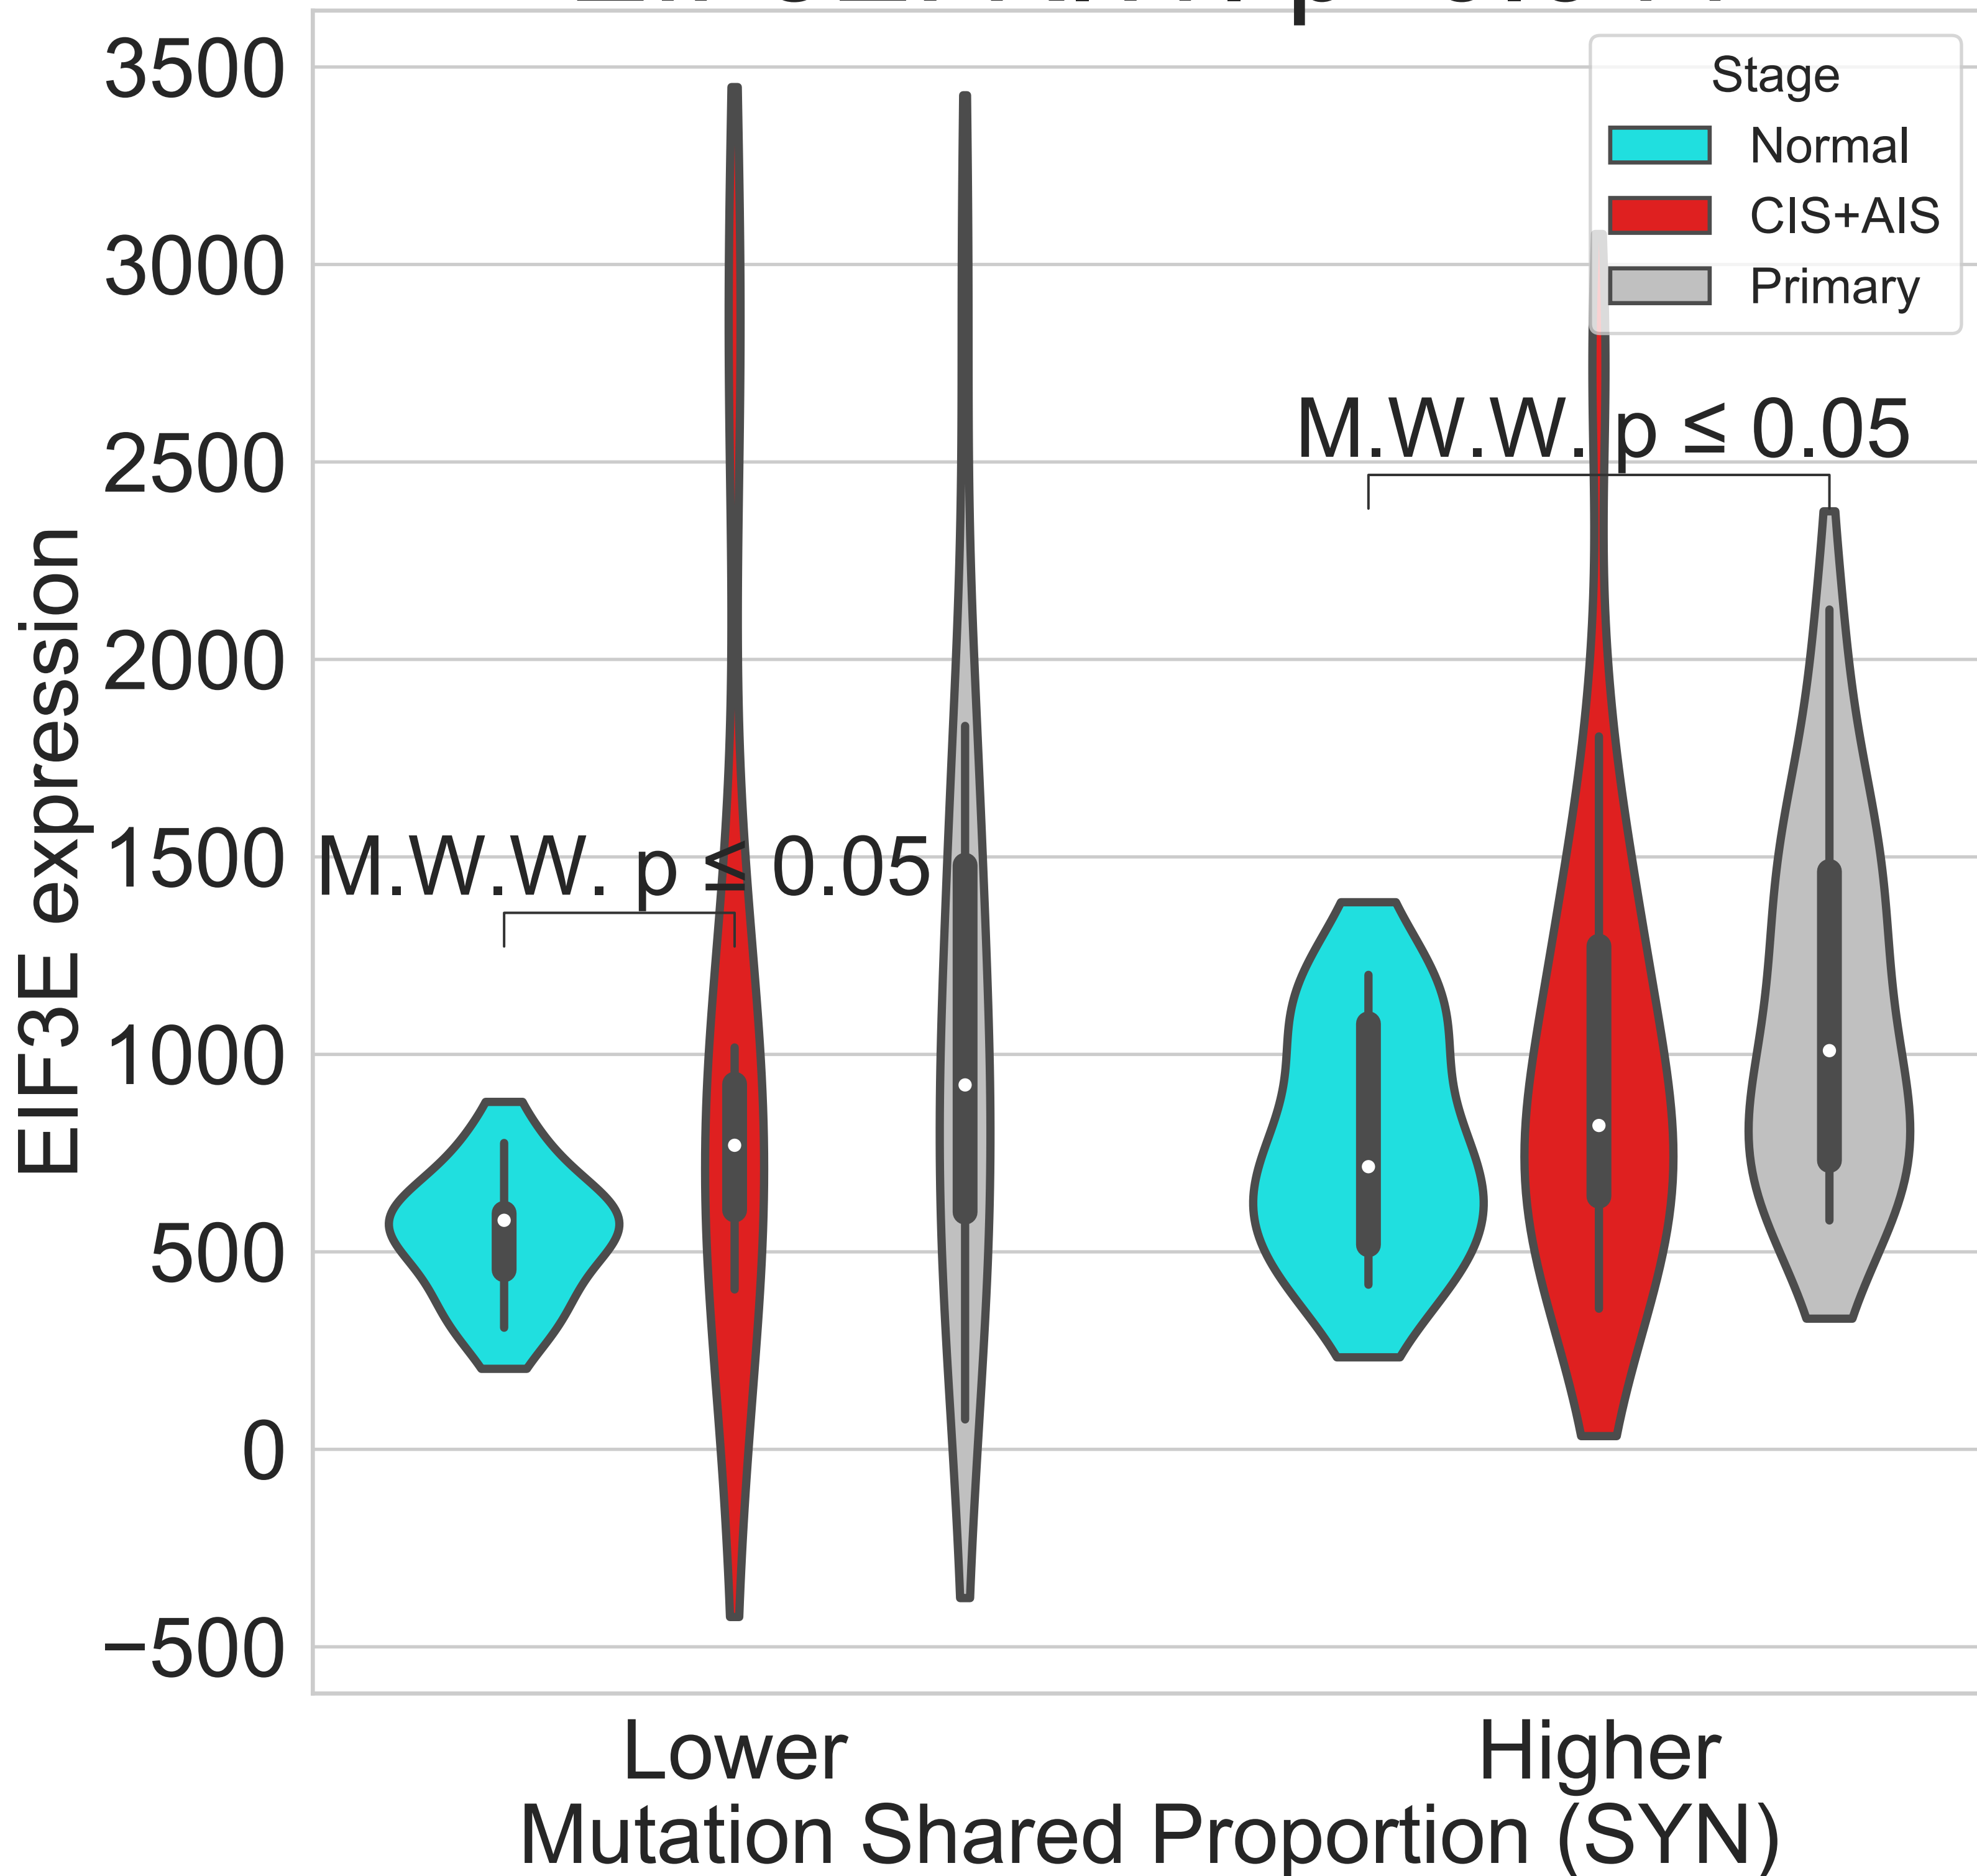 3500
3000
2500
2000
1500
1000
500
0
−500
EIF3E expression
Stage
Normal
CIS+AIS
Primary
M.W.W. p ≤ 0.05
M.W.W. p ≤ 0.05
Lower
Higher
Mutation Shared Proportion (SYN)